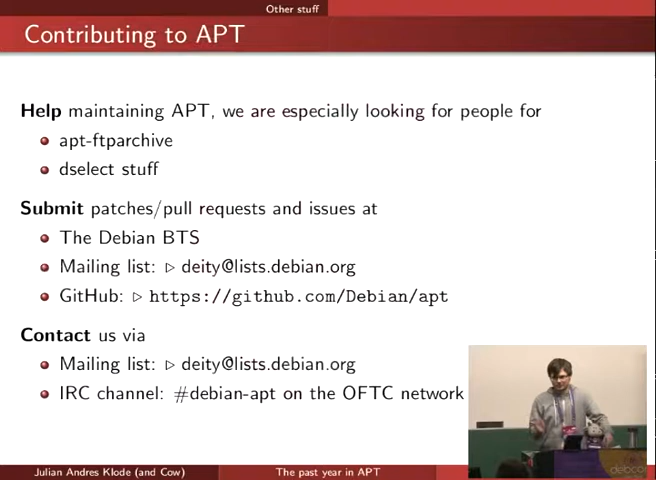 Other stuff
Contributing to APT
Help maintaining APT, we are especially looking for people for
apt-ftparchive
dselect stuff
Submit patches/pull requests and issues at
The Debian BTS
Mailing list: ▷ deity@lists.debian.org
GitHub: ▷ https://github.com/Debian/apt
Contact us via
Mailing list: ▷ deity@lists.debian.org
IRC channel: #debian-apt on the OFTC network
Julian Andres Klode (and Cow)
The past year in APT